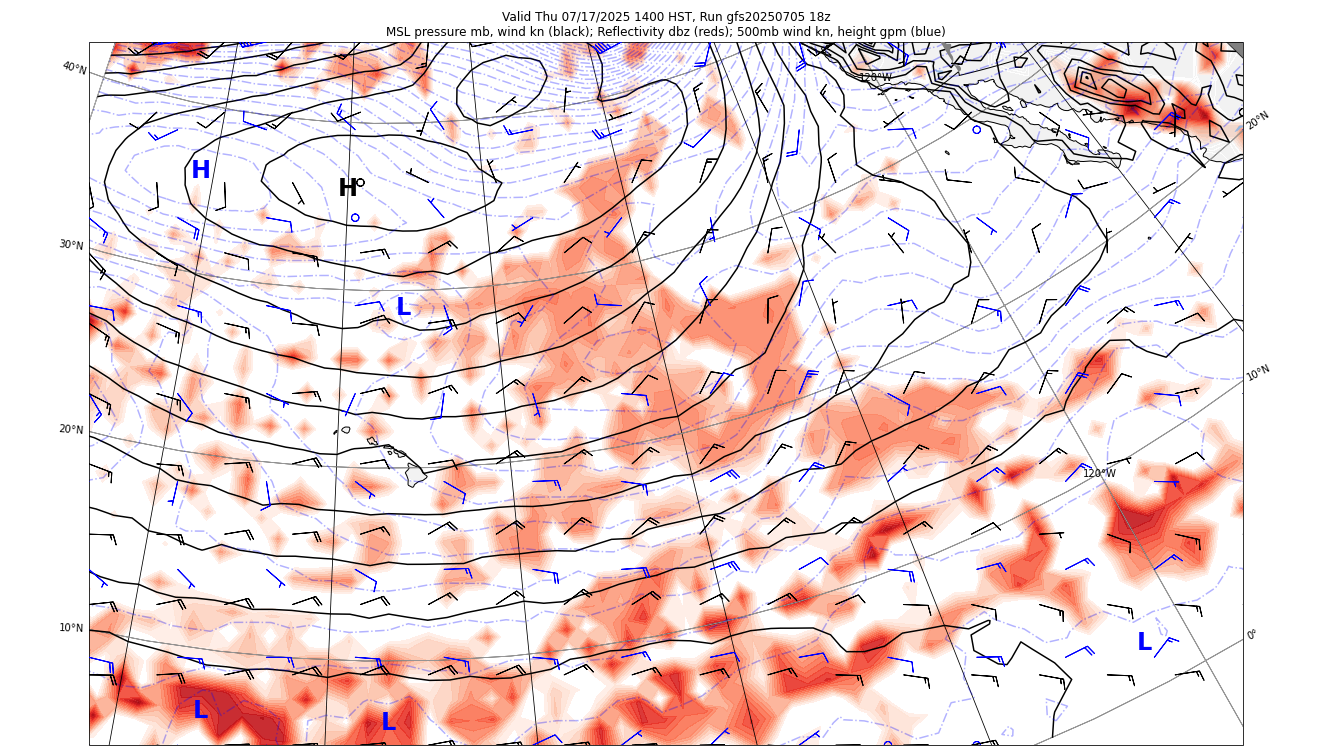 Valid Thu 07/17/2025 1400 HST, Run gfs20250705 18z
MSL pressure mb, wind kn (black); Reflectivity dbz (reds); 500mb wind kn, height gpm (blue)
40°N
120°W
20°N
H
H
30°N
L
10°N
20°N
120°W
10°N
0°
L
L
L